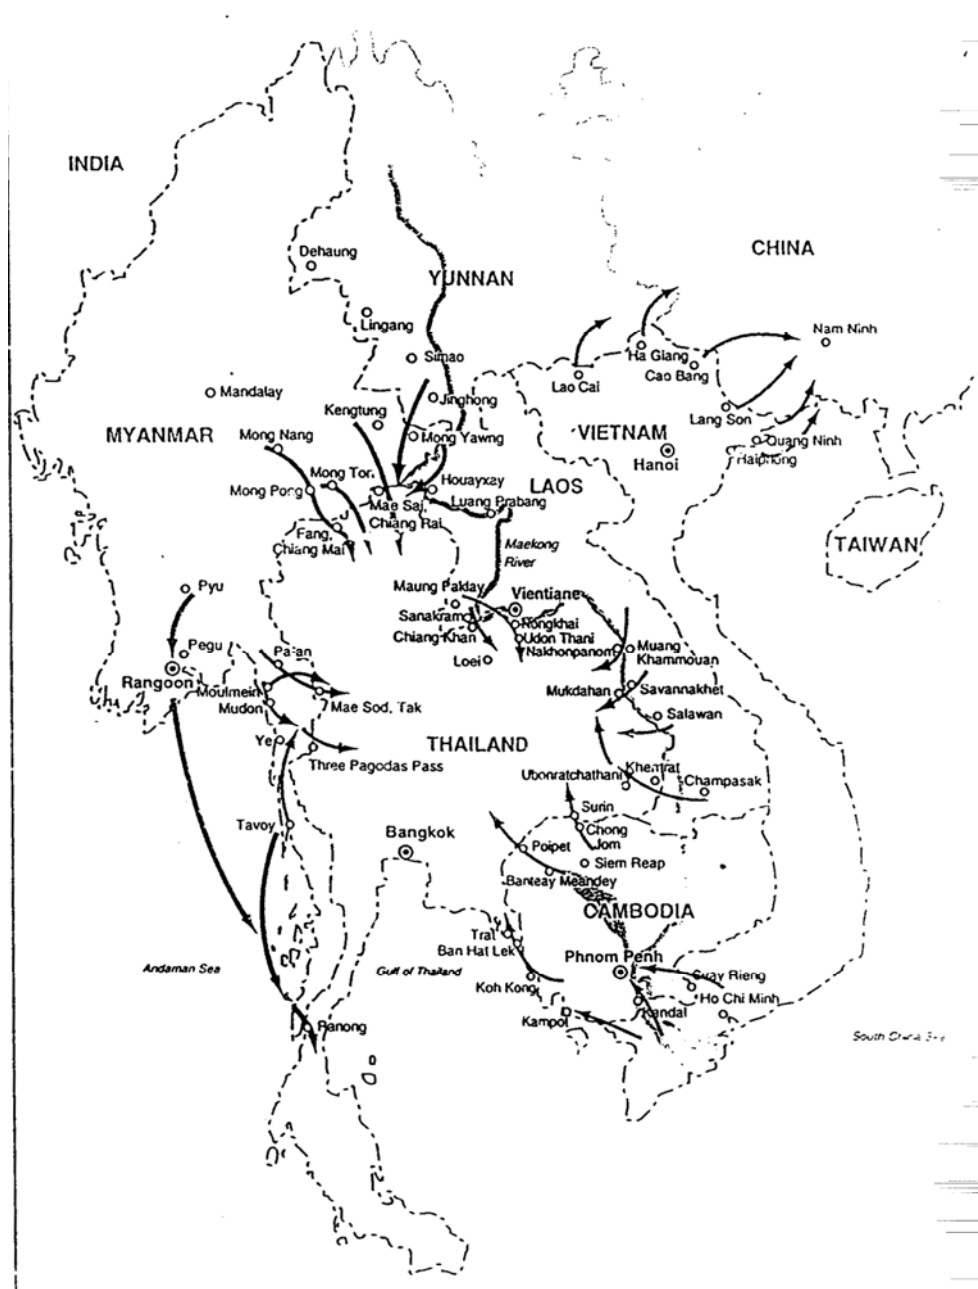 INDIA
CHINA
Dehaung
YUNNAN
Lingang
Nam Ninh
Ha Giang
Simao
Cao Bang
Lao Cai
Mandalay
Jinghong
Kengtung
Lang Son
MYANMAR
Mong Nang
Mong Yawng
VIETNAM
Quang Ninh
Hanoi
Haiphong
Mong Ton
Houayxay
LAOS
Mong Pong
Luang Prabang
Mae Sai,
Chiang Rai
Fang,
Chiang Mai
Maekong
River
TAIWAN
Pyu
Maung Paklay
Vientiane
Sanakram
Nongkhai
Chiang Khan
Udon Thani
Pegu
Pa-an
Nakhonpanom
Muang
Khammouan
Loei
Rangoon
Moulmein
Mukdahan
Savannakhet
Mudon
Mae Sod, Tak
Salawan
Ye
THAILAND
Three Pagodas Pass
Khemrat
Ubonratchathani
Champasak
Surin
Tavoy
Bangkok
Chong
Jom
Poipet
Siem Reap
Banteay Meandey
CAMBODIA
Trat
Ban Hat Lek
Phnom Penh
Andaman Sea
Gulf of Thailand
Svay Rieng
Koh Kong
Ho Chi Minh
Kandal
Kampot
Ranong
South China Sea